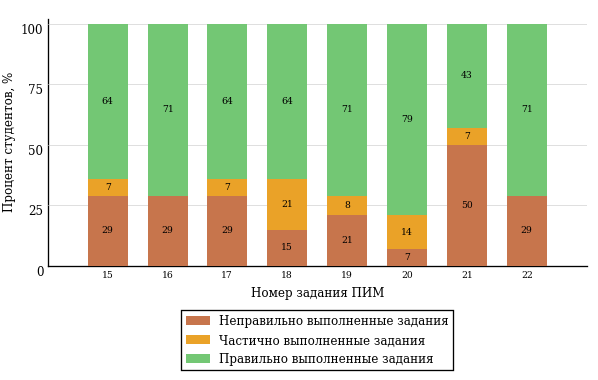 Процент студентов, %
100
75
50
25
0
64 71 64 64 71 79 43 71
7 7 21 8 14 7
29 29 29 15 21 7 50 29
15 16 17 18 19 20 21 22
Номер задания ПИМ
Неправильно выполненные задания
Частично выполненные задания
Правильно выполненные задания